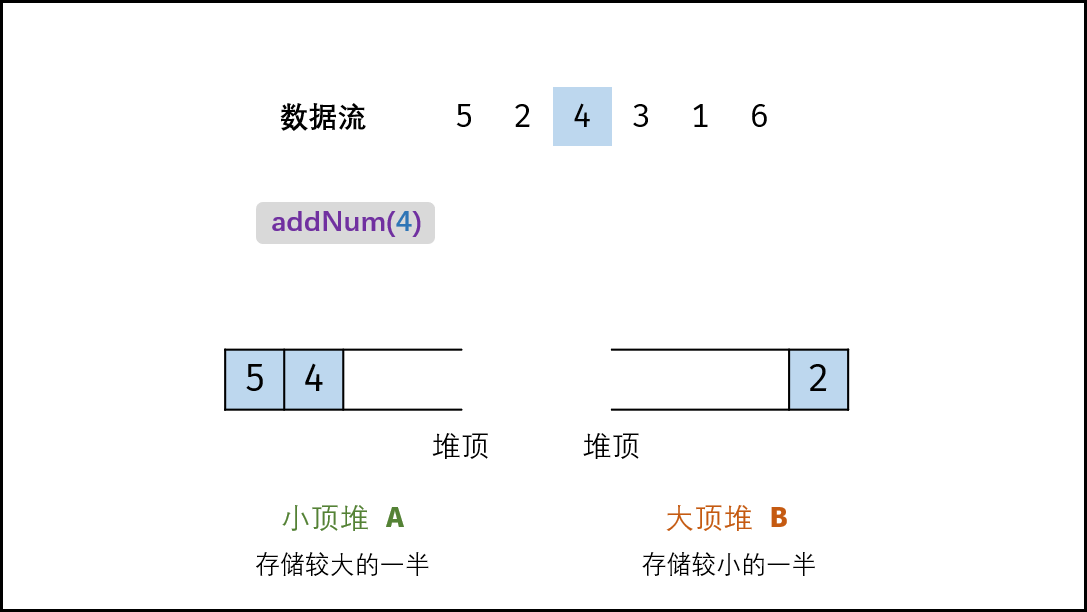 数据流 5 2 4 3 1 6
addNum(4)
5 4 2
堆顶 堆顶
小顶堆 A 大顶堆 B
存储较大的一半 存储较小的一半